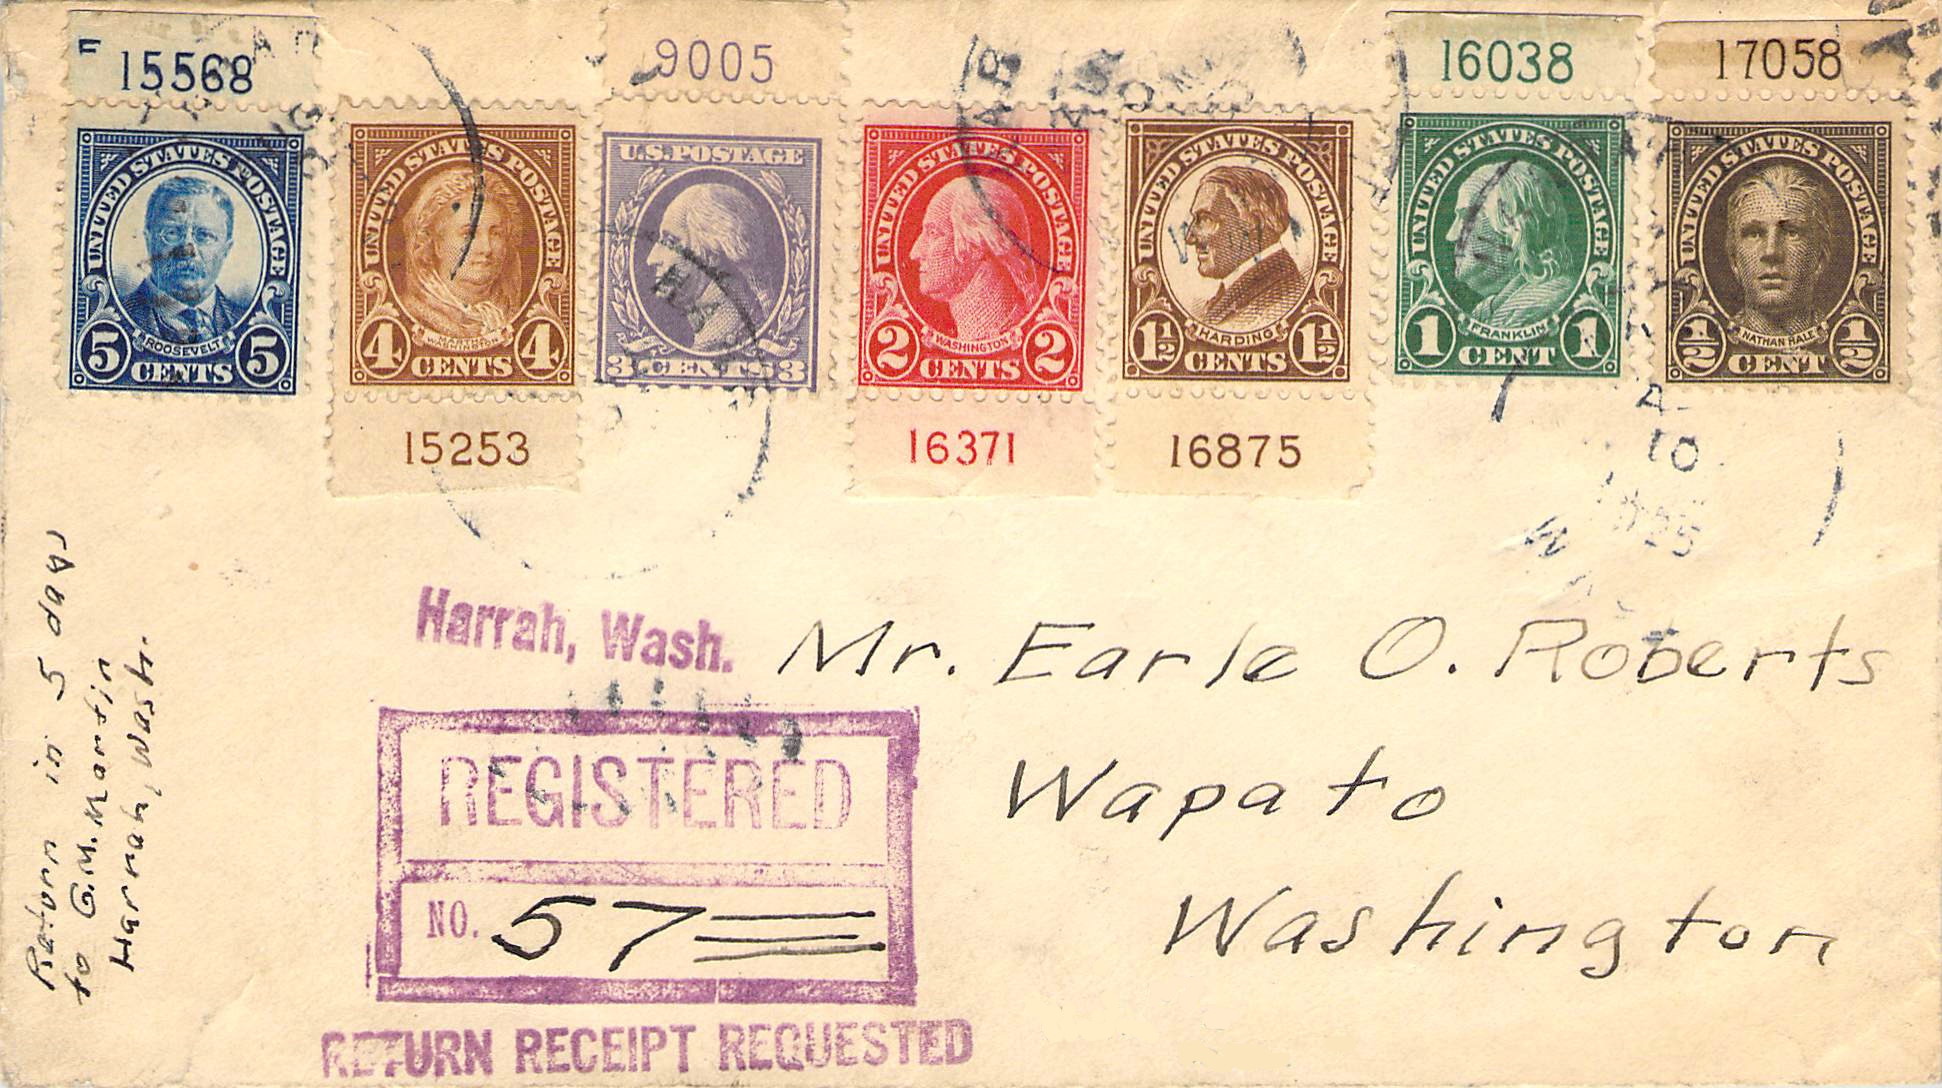 F
15568
9005
16038
17058
UNITED STATES POSTAGE
ROOSEVELT
5 CENTS 5
UNITED STATES POSTAGE
MARTHA WASHINGTON
4 CENTS 4
15253
U.S. POSTAGE
3 CENTS 3
UNITED STATES POSTAGE
WASHINGTON
2 CENTS 2
16371
UNITED STATES POSTAGE
HARDING
1½ CENTS 1½
16875
UNITED STATES POSTAGE
FRANKLIN
1 CENT 1
UNITED STATES POSTAGE
NATHAN HALE
½ CENT ½
10
Harrah, Wash.
REGISTERED
NO. 57
RETURN RECEIPT REQUESTED
Mr. Earle O. Roberts
Wapato
Washington
Return in 5 days
to G.W.
Harrah, Wash.